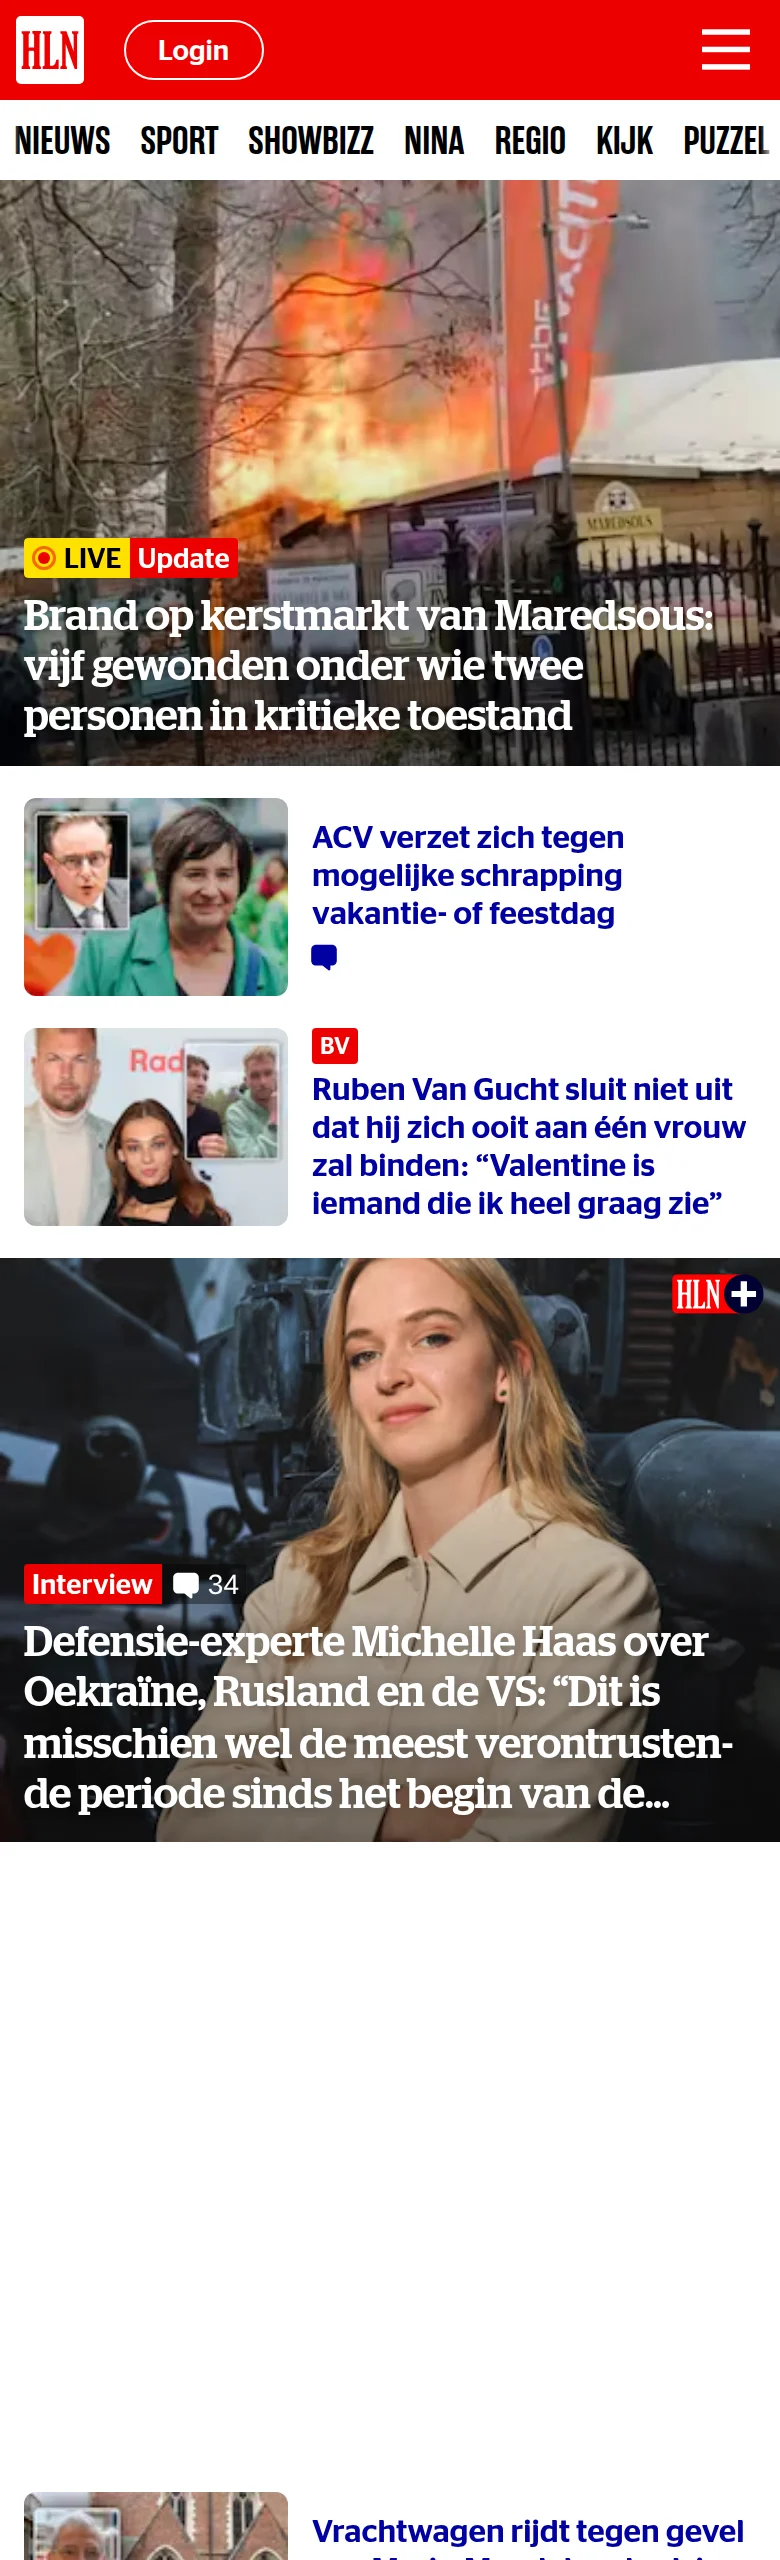 HLN
Login
NIEUWS SPORT SHOWBIZZ NINA REGIO KIJK PUZZEL
MAREDSOUS
LIVE Update
Brand op kerstmarkt van Maredsous:
vijf gewonden onder wie twee
personen in kritieke toestand
ACV verzet zich tegen
mogelijke schrapping
vakantie- of feestdag
Rad
BV
Ruben Van Gucht sluit niet uit
dat hij zich ooit aan één vrouw
zal binden: “Valentine is
iemand die ik heel graag zie”
HLN+
Interview 34
Defensie-experte Michelle Haas over
Oekraïne, Rusland en de VS: “Dit is
misschien wel de meest verontrusten-
de periode sinds het begin van de...
Vrachtwagen rijdt tegen gevel